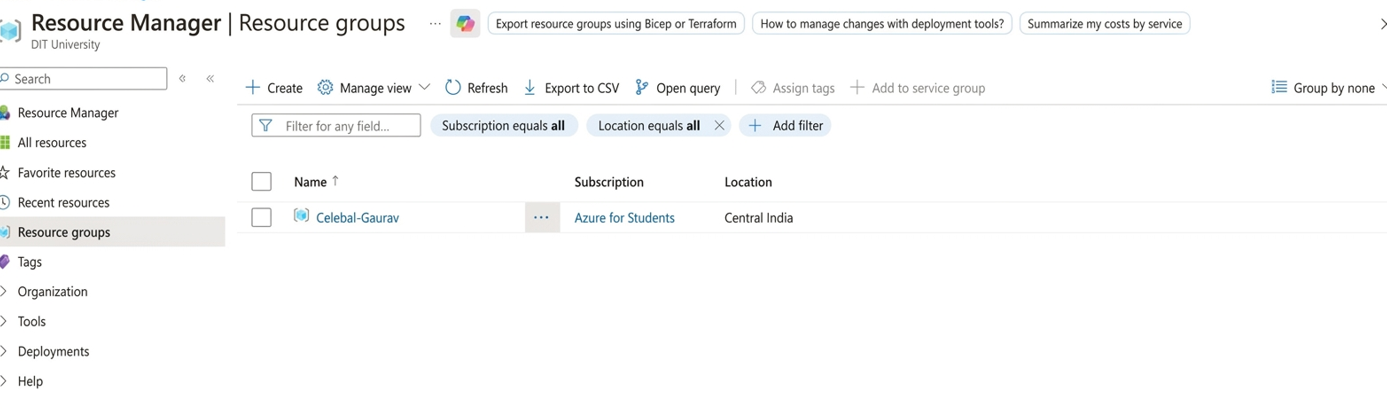 Resource Manager | Resource groups ...
Export resource groups using Bicep or Terraform
How to manage changes with deployment tools?
Summarize my costs by service
DIT University
Search
Resource Manager
All resources
Favorite resources
Recent resources
Resource groups
Tags
Organization
Tools
Deployments
Help
Create Manage view Refresh Export to CSV Open query Assign tags Add to service group Group by none
Filter for any field... Subscription equals all Location equals all Add filter
Name Subscription Location
Celebal-Gaurav ... Azure for Students Central India